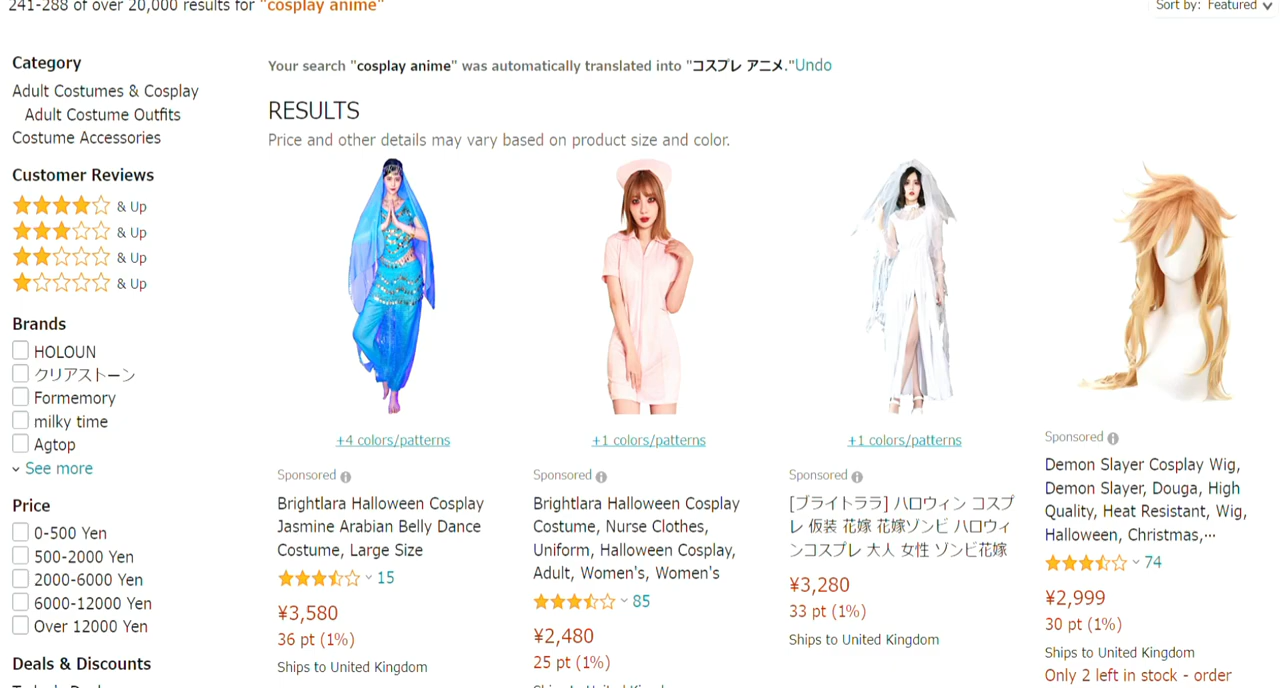 241-288 of over 20,000 results for "cosplay anime"
Sort by: Featured
Category
Adult Costumes & Cosplay
Adult Costume Outfits
Costume Accessories
Customer Reviews
& Up
& Up
& Up
& Up
Brands
HOLOUN
クリアストーン
Formemory
milky time
Agtop
See more
Price
0-500 Yen
500-2000 Yen
2000-6000 Yen
6000-12000 Yen
Over 12000 Yen
Deals & Discounts
Your search "cosplay anime" was automatically translated into "コスプレ アニメ."Undo
RESULTS
Price and other details may vary based on product size and color.
+4 colors/patterns
Sponsored
Brightlara Halloween Cosplay
Jasmine Arabian Belly Dance
Costume, Large Size
15
¥3,580
36 pt (1%)
Ships to United Kingdom
+1 colors/patterns
Sponsored
Brightlara Halloween Cosplay
Costume, Nurse Clothes,
Uniform, Halloween Cosplay,
Adult, Women's, Women's
85
¥2,480
25 pt (1%)
+1 colors/patterns
Sponsored
[ブライトララ] ハロウィン コスプ
レ 仮装 花嫁 花嫁ゾンビ ハロウィ
ンコスプレ 大人 女性 ゾンビ花嫁
¥3,280
33 pt (1%)
Ships to United Kingdom
Sponsored
Demon Slayer Cosplay Wig,
Demon Slayer, Douga, High
Quality, Heat Resistant, Wig,
Halloween, Christmas,…
74
¥2,999
30 pt (1%)
Ships to United Kingdom
Only 2 left in stock - order